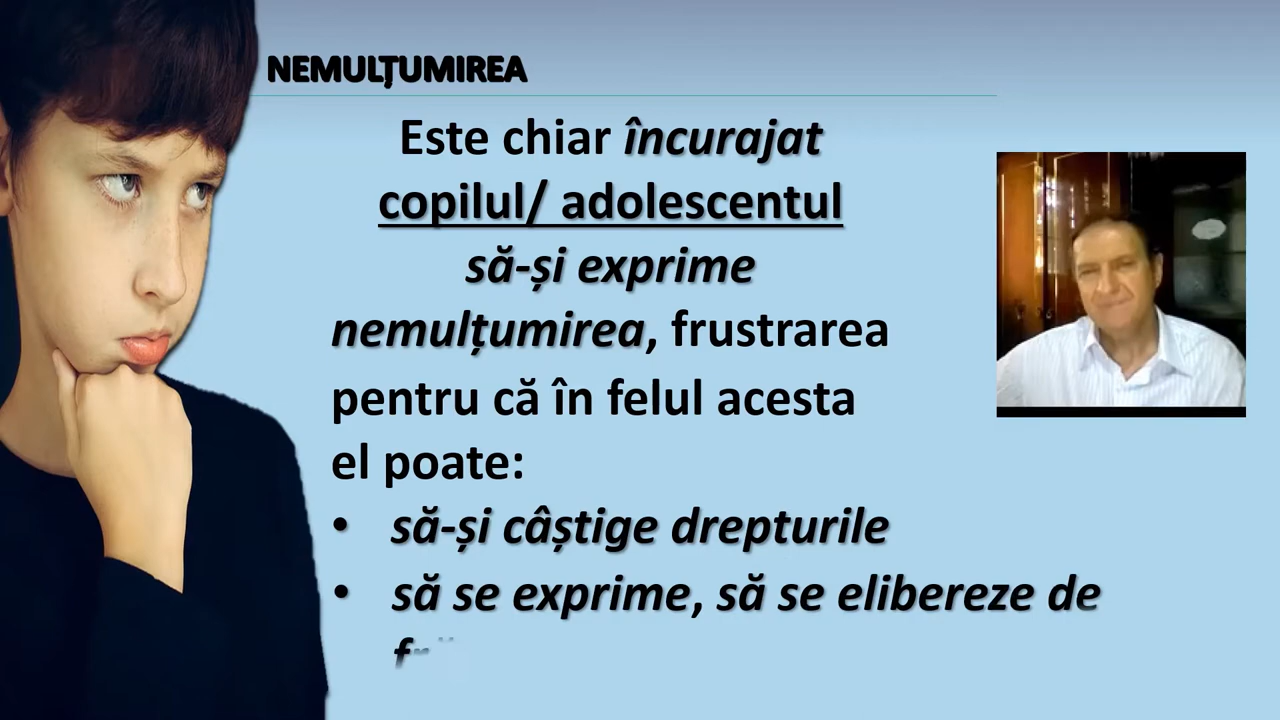 NEMULȚUMIREA
Este chiar încurajat
copilul/ adolescentul
să-și exprime
nemulțumirea, frustrarea
pentru că în felul acesta
el poate:
• să-și câștige drepturile
• să se exprime, să se elibereze de